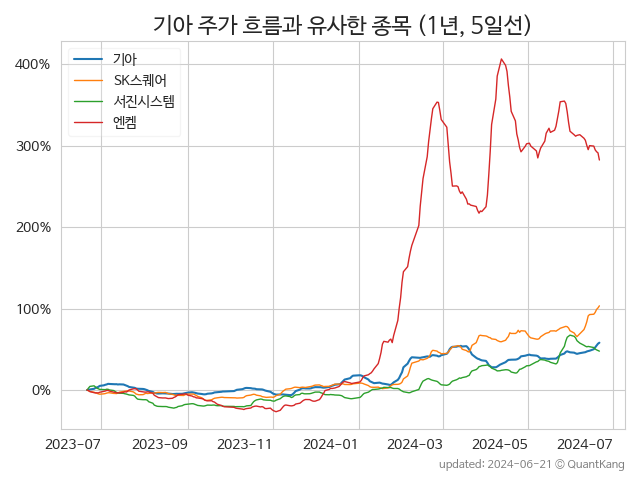 기아 주가 흐름과 유사한 종목 (1년, 5일선)
기아
SK스퀘어
서진시스템
엔켐
400%
300%
200%
100%
0%
2023-07 2023-09 2023-11 2024-01 2024-03 2024-05 2024-07
updated: 2024-06-21 © QuantKang